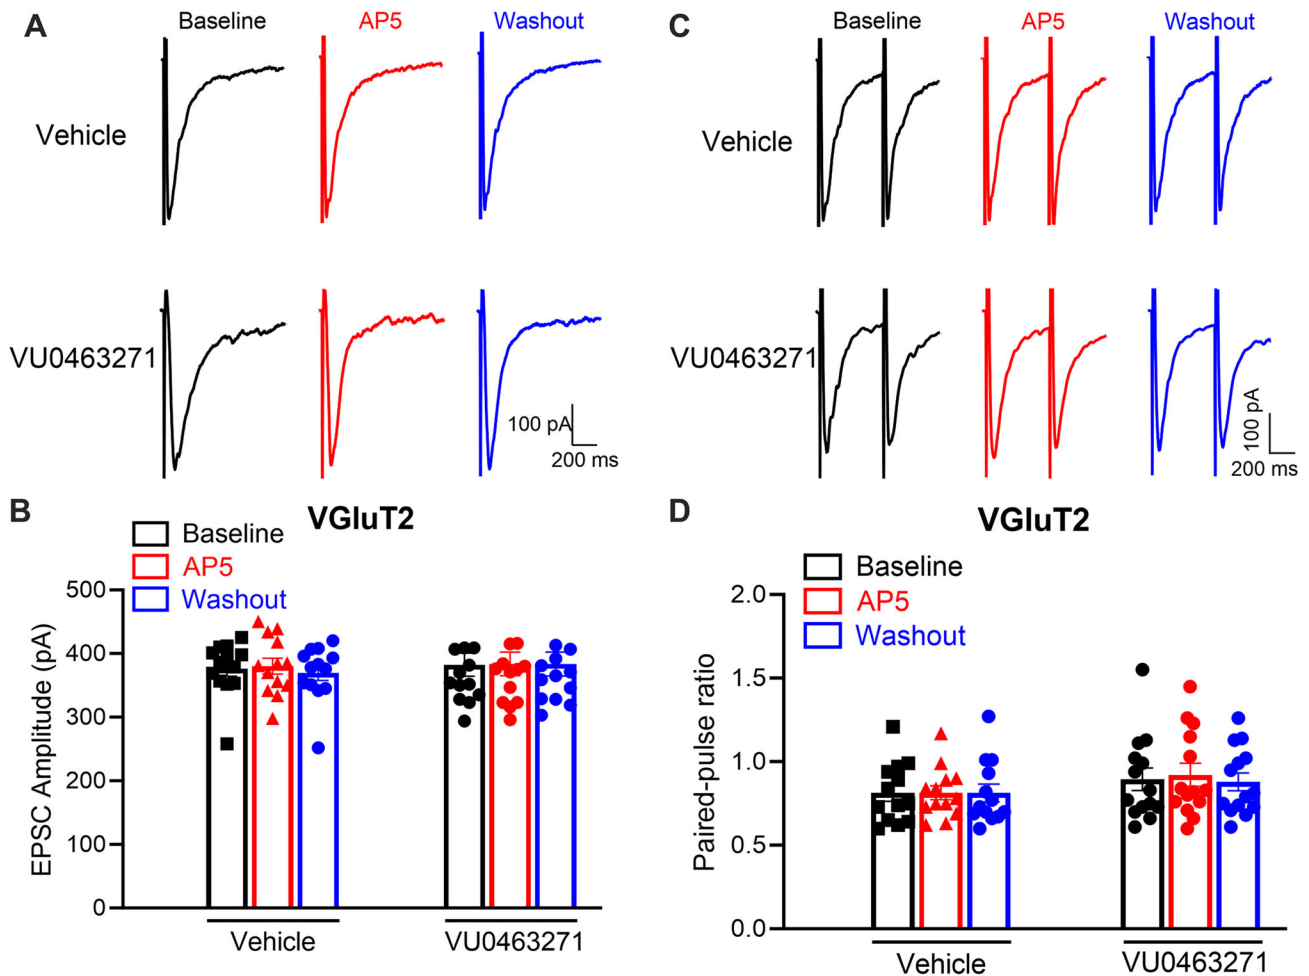 A
Baseline
AP5
Washout
Vehicle
VU0463271
100 pA
200 ms
C
Baseline
AP5
Washout
Vehicle
VU0463271
100 pA
200 ms
B
VGluT2
Baseline
AP5
Washout
EPSC Amplitude (pA)
500
400
300
200
100
0
Vehicle
VU0463271
D
VGluT2
Baseline
AP5
Washout
Paired-pulse ratio
2.0
1.5
1.0
0.5
0.0
Vehicle
VU0463271